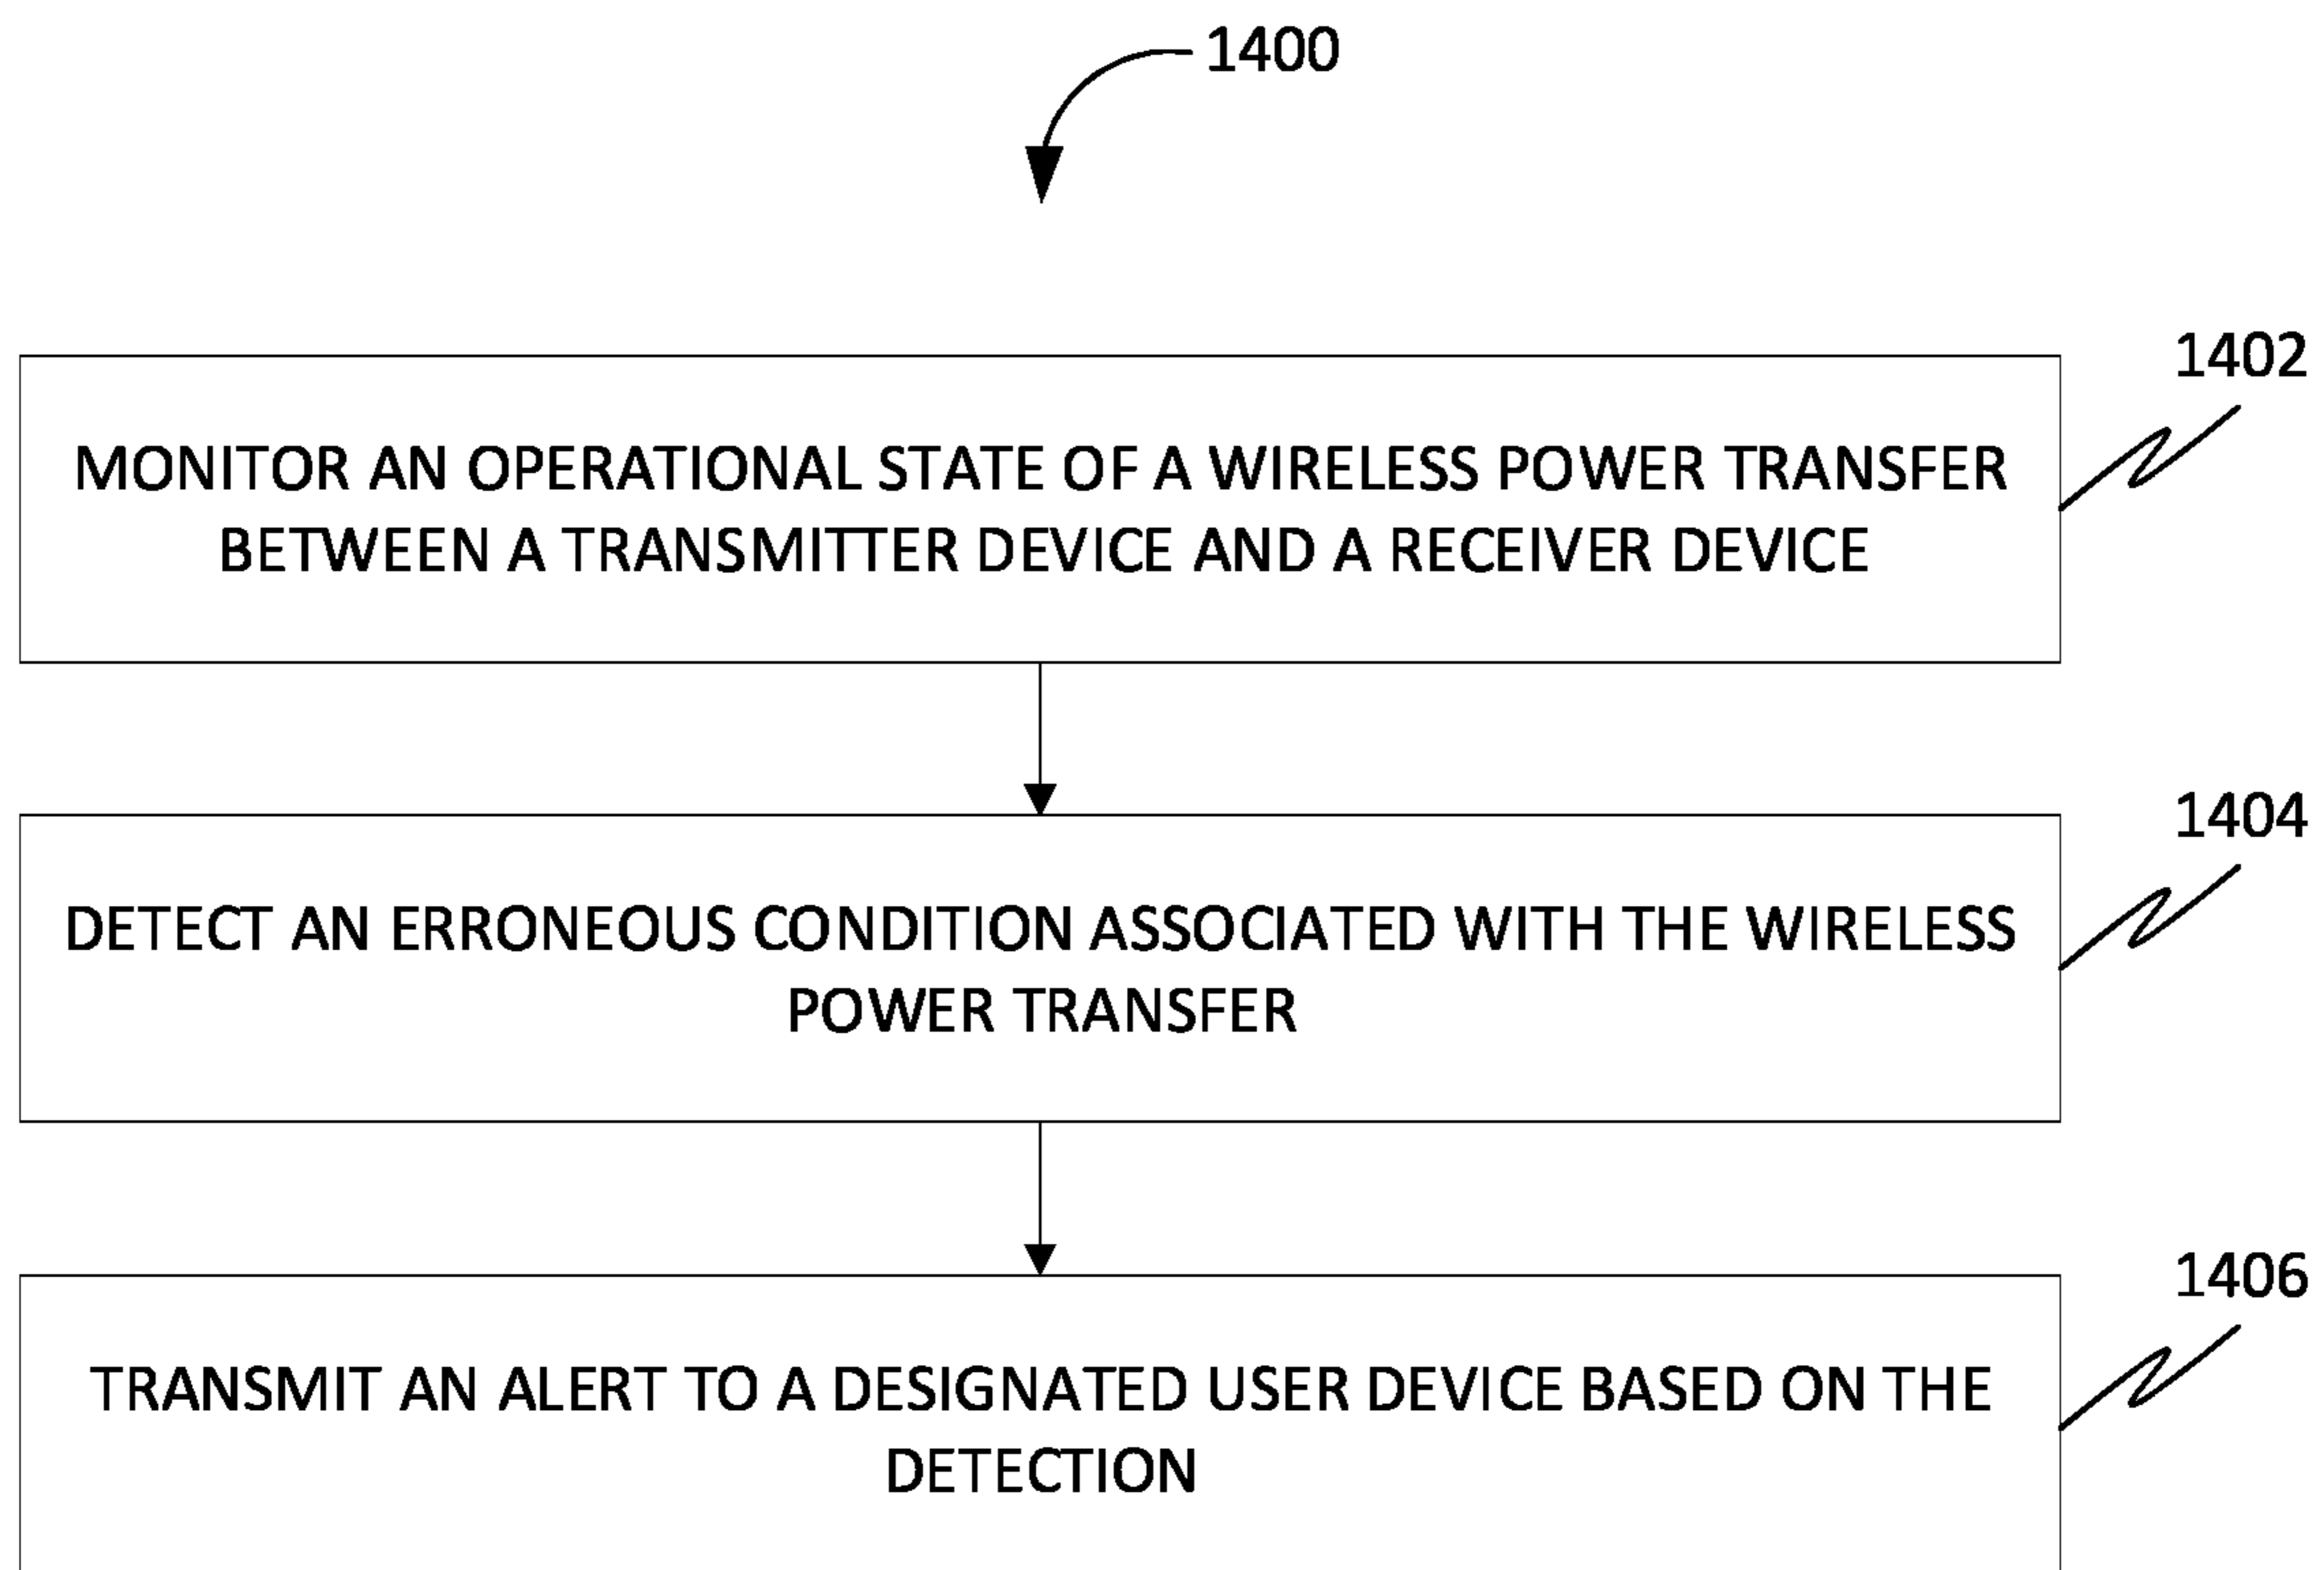 1400
1402
MONITOR AN OPERATIONAL STATE OF A WIRELESS POWER TRANSFER
BETWEEN A TRANSMITTER DEVICE AND A RECEIVER DEVICE
1404
DETECT AN ERRONEOUS CONDITION ASSOCIATED WITH THE WIRELESS
POWER TRANSFER
1406
TRANSMIT AN ALERT TO A DESIGNATED USER DEVICE BASED ON THE
DETECTION